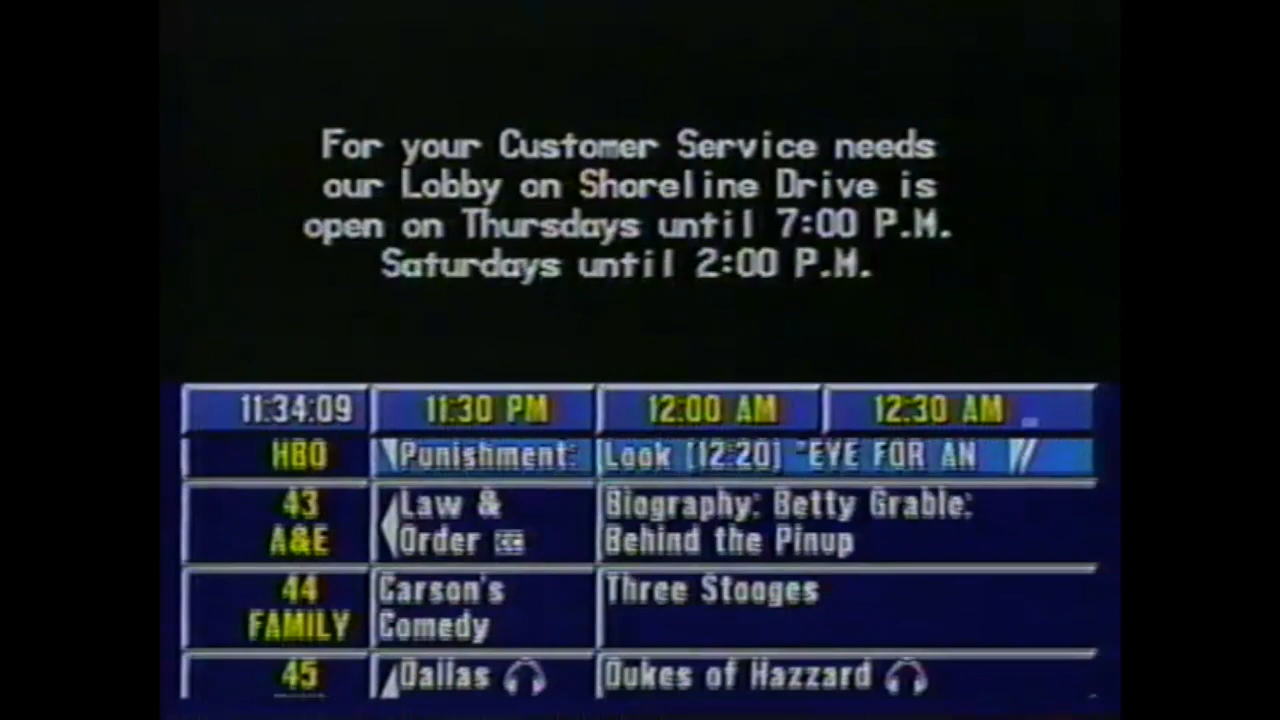 For your Customer Service needs
our Lobby on Shoreline Drive is
open on Thursdays until 7:00 P.M.
Saturdays until 2:00 P.M.
11:34:09 11:30 PM 12:00 AM 12:30 AM
HBO Punishment: Look [12:20] "EYE FOR AN
43 Law & Biography: Betty Grable:
A&E Order CC Behind the Pinup
44 Carson's Three Stooges
FAMILY Comedy
45 Dallas Dukes of Hazzard